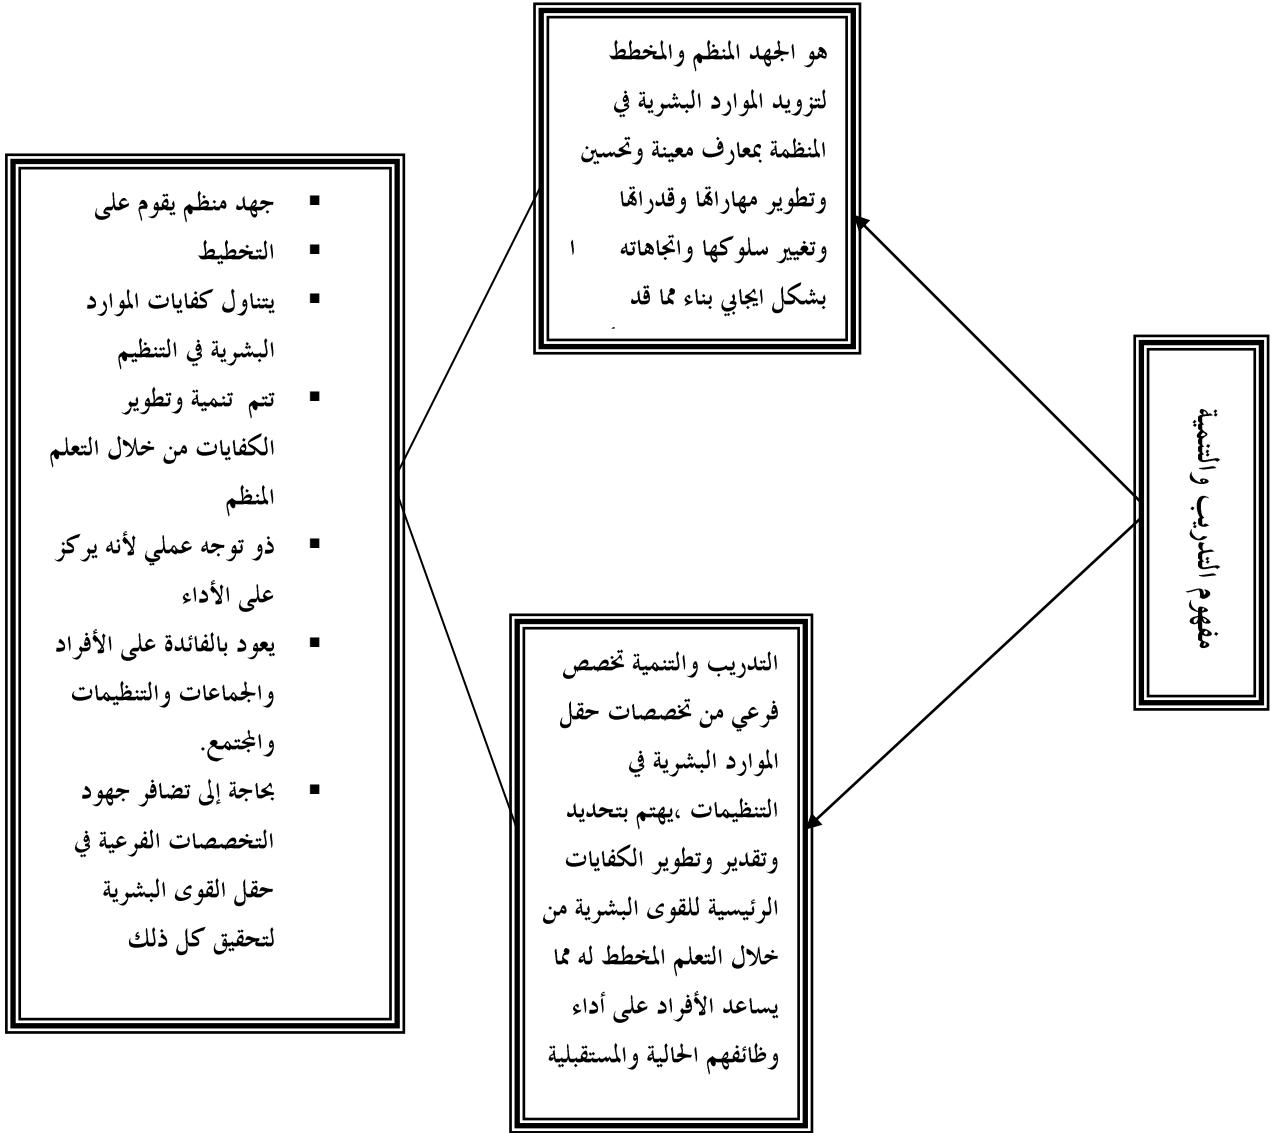 مفهوم التدريب والتنمية
هو الجهد المنظم والمخطط
لتزويد الموارد البشرية في
المنظمة بمعارف معينة وتحسين
وتطوير مهاراتها وقدراتها
وتغيير سلوكها واتجاهاته ا
بشكل ايجابي بناء مما قد
التدريب والتنمية تخصص
فرعي من تخصصات حقل
الموارد البشرية في
التنظيمات ،يهتم بتحديد
وتقدير وتطوير الكفايات
الرئيسية للقوى البشرية من
خلال التعلم المخطط له مما
يساعد الأفراد على أداء
وظائفهم الحالية والمستقبلية
▪ جهد منظم يقوم على
▪ التخطيط
▪ يتناول كفايات الموارد
البشرية في التنظيم
▪ تتم تنمية وتطوير
الكفايات من خلال التعلم
المنظم
▪ ذو توجه عملي لأنه يركز
على الأداء
▪ يعود بالفائدة على الأفراد
والجماعات والتنظيمات
والمجتمع.
▪ بحاجة إلى تضافر جهود
التخصصات الفرعية في
حقل القوى البشرية
لتحقيق كل ذلك